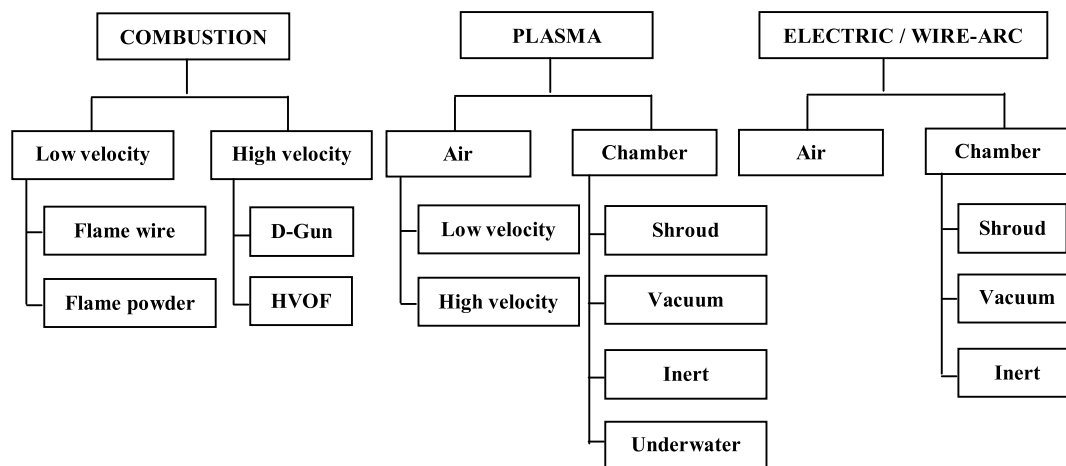 COMBUSTION
PLASMA
ELECTRIC / WIRE-ARC
Low velocity
High velocity
Air
Chamber
Air
Chamber
Flame wire
D-Gun
Low velocity
Shroud
Shroud
Flame powder
HVOF
High velocity
Vacuum
Vacuum
Inert
Inert
Underwater